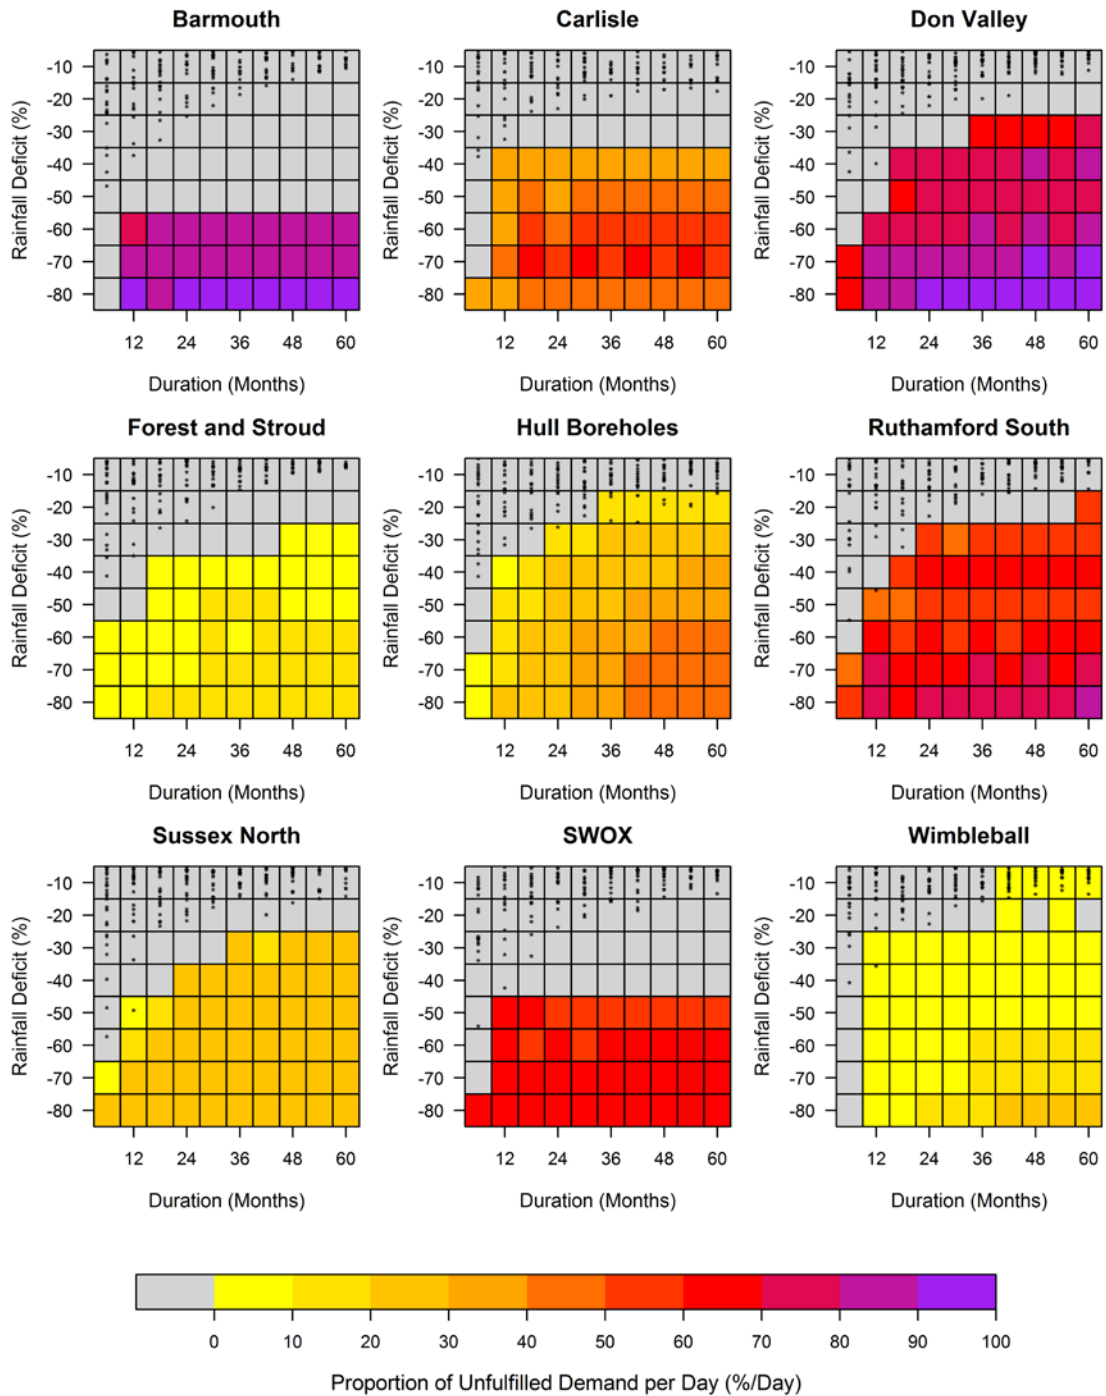 Barmouth Carlisle Don Valley
Rainfall Deficit (%) Rainfall Deficit (%) Rainfall Deficit (%)
-10 -10 -10
-20 -20 -20
-30 -30 -30
-40 -40 -40
-50 -50 -50
-60 -60 -60
-70 -70 -70
-80 -80 -80
12 24 36 48 60 12 24 36 48 60 12 24 36 48 60
Duration (Months) Duration (Months) Duration (Months)
Forest and Stroud Hull Boreholes Ruthamford South
Rainfall Deficit (%) Rainfall Deficit (%) Rainfall Deficit (%)
-10 -10 -10
-20 -20 -20
-30 -30 -30
-40 -40 -40
-50 -50 -50
-60 -60 -60
-70 -70 -70
-80 -80 -80
12 24 36 48 60 12 24 36 48 60 12 24 36 48 60
Duration (Months) Duration (Months) Duration (Months)
Sussex North SWOX Wimbleball
Rainfall Deficit (%) Rainfall Deficit (%) Rainfall Deficit (%)
-10 -10 -10
-20 -20 -20
-30 -30 -30
-40 -40 -40
-50 -50 -50
-60 -60 -60
-70 -70 -70
-80 -80 -80
12 24 36 48 60 12 24 36 48 60 12 24 36 48 60
Duration (Months) Duration (Months) Duration (Months)
0 10 20 30 40 50 60 70 80 90 100
Proportion of Unfulfilled Demand per Day (%/Day)